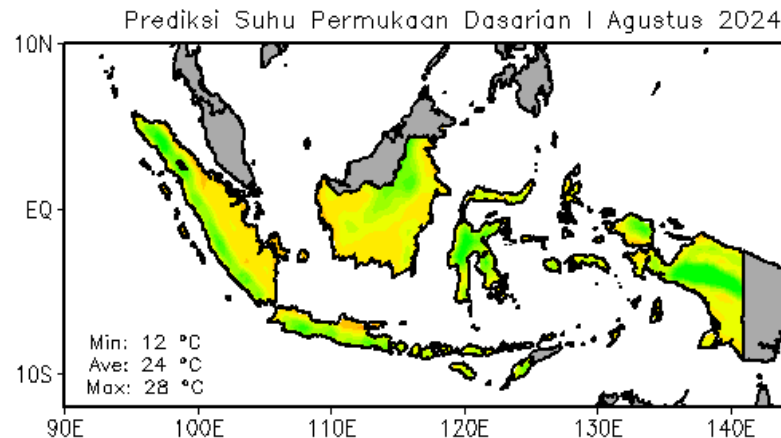 Prediksi Suhu Permukaan Dasarian I Agustus 2024
10N
EQ
10S
Min: 12 °C
Ave: 24 °C
Max: 28 °C
90E 100E 110E 120E 130E 140E